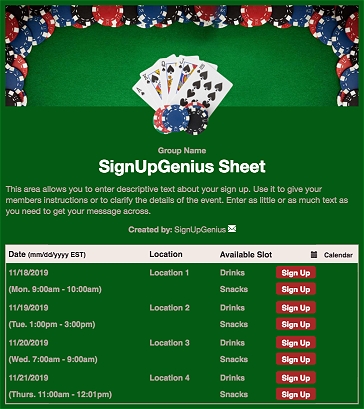 Group Name
SignUpGenius Sheet
This area allows you to enter descriptive text about your sign up. Use it to give your
members instructions or to clarify the details of the event. Enter as little or as much text as
you need to get your message across.
Created by: SignUpGenius
Date (mm/dd/yyyy EST) Location Available Slot Calendar
11/18/2019 Location 1 Drinks Sign Up
(Mon. 9:00am - 10:00am) Snacks Sign Up
11/19/2019 Location 2 Drinks Sign Up
(Tue. 1:00pm - 3:00pm) Snacks Sign Up
11/20/2019 Location 3 Drinks Sign Up
(Wed. 7:00am - 9:00am) Snacks Sign Up
11/21/2019 Location 4 Drinks Sign Up
(Thurs. 11:00am - 12:01pm) Snacks Sign Up